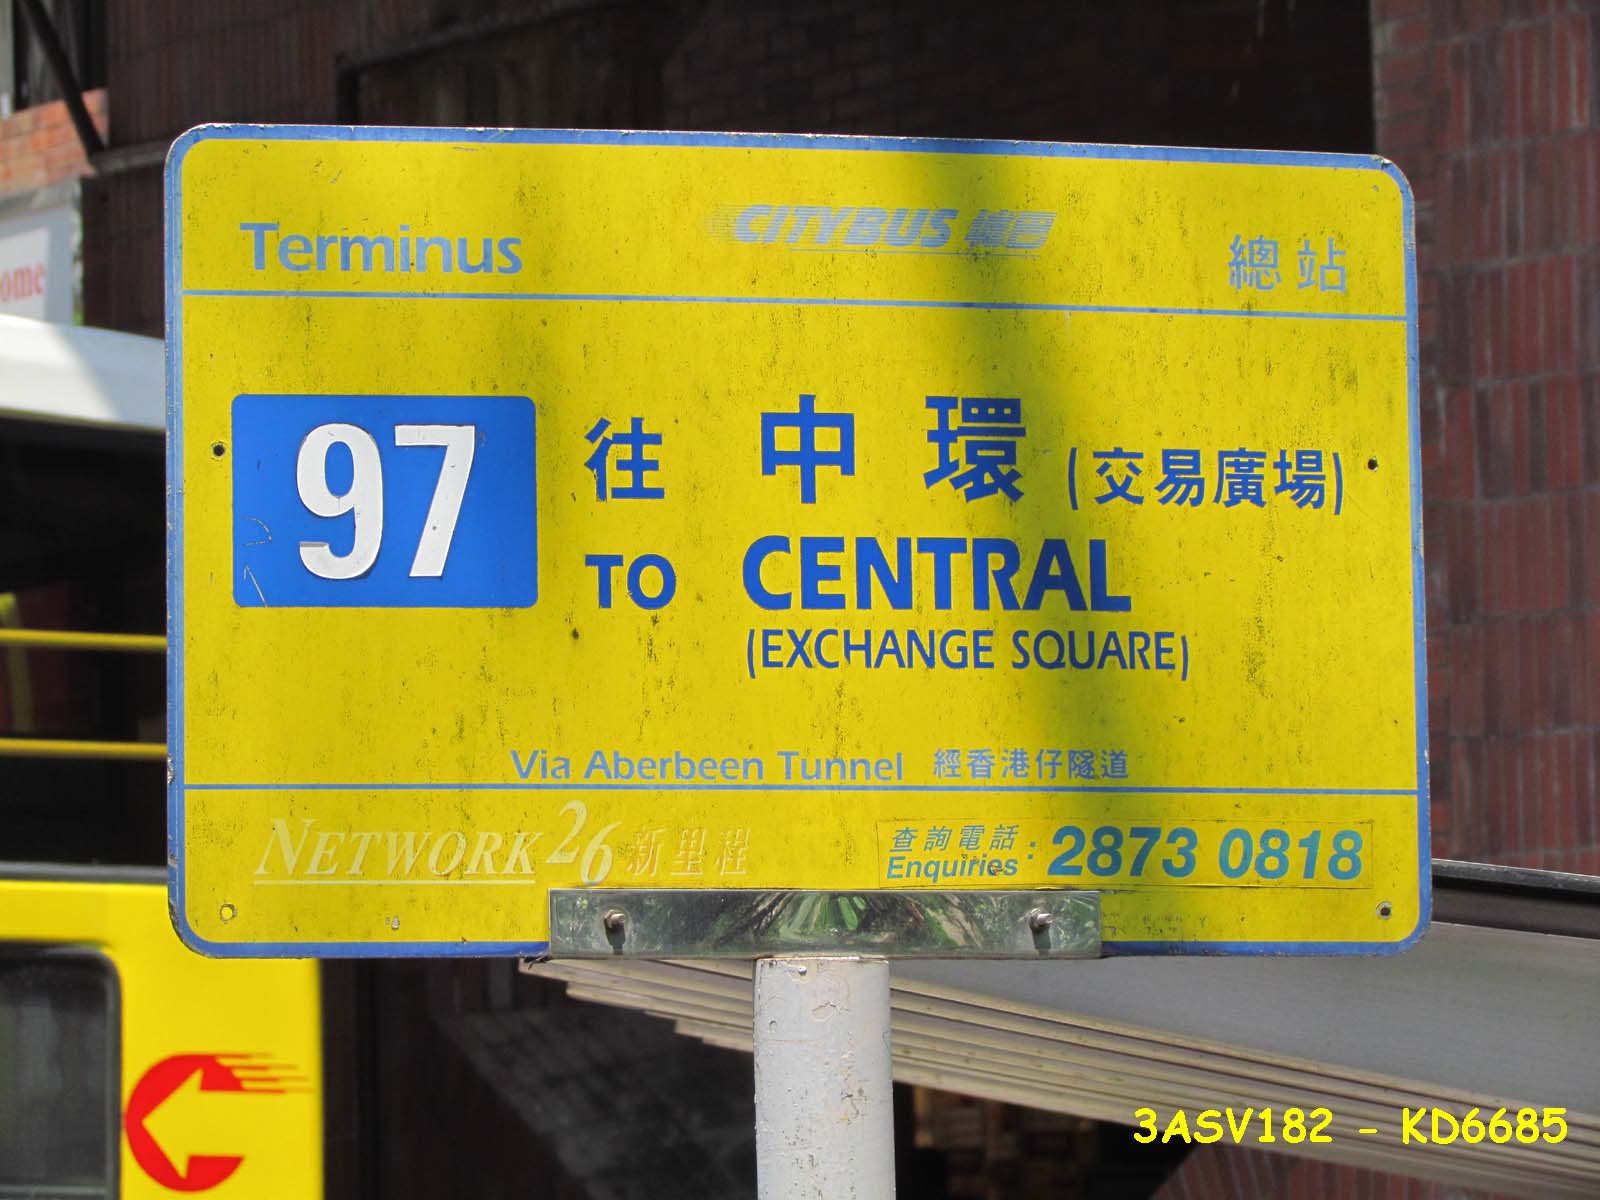 ome
Terminus CITYBUS 城巴 總站
97 往 中環 (交易廣場)
TO CENTRAL
(EXCHANGE SQUARE)
Via Aberbeen Tunnel 經香港仔隧道
NETWORK 26 新里程
查詢電話
Enquiries : 2873 0818
3ASV182 - KD6685